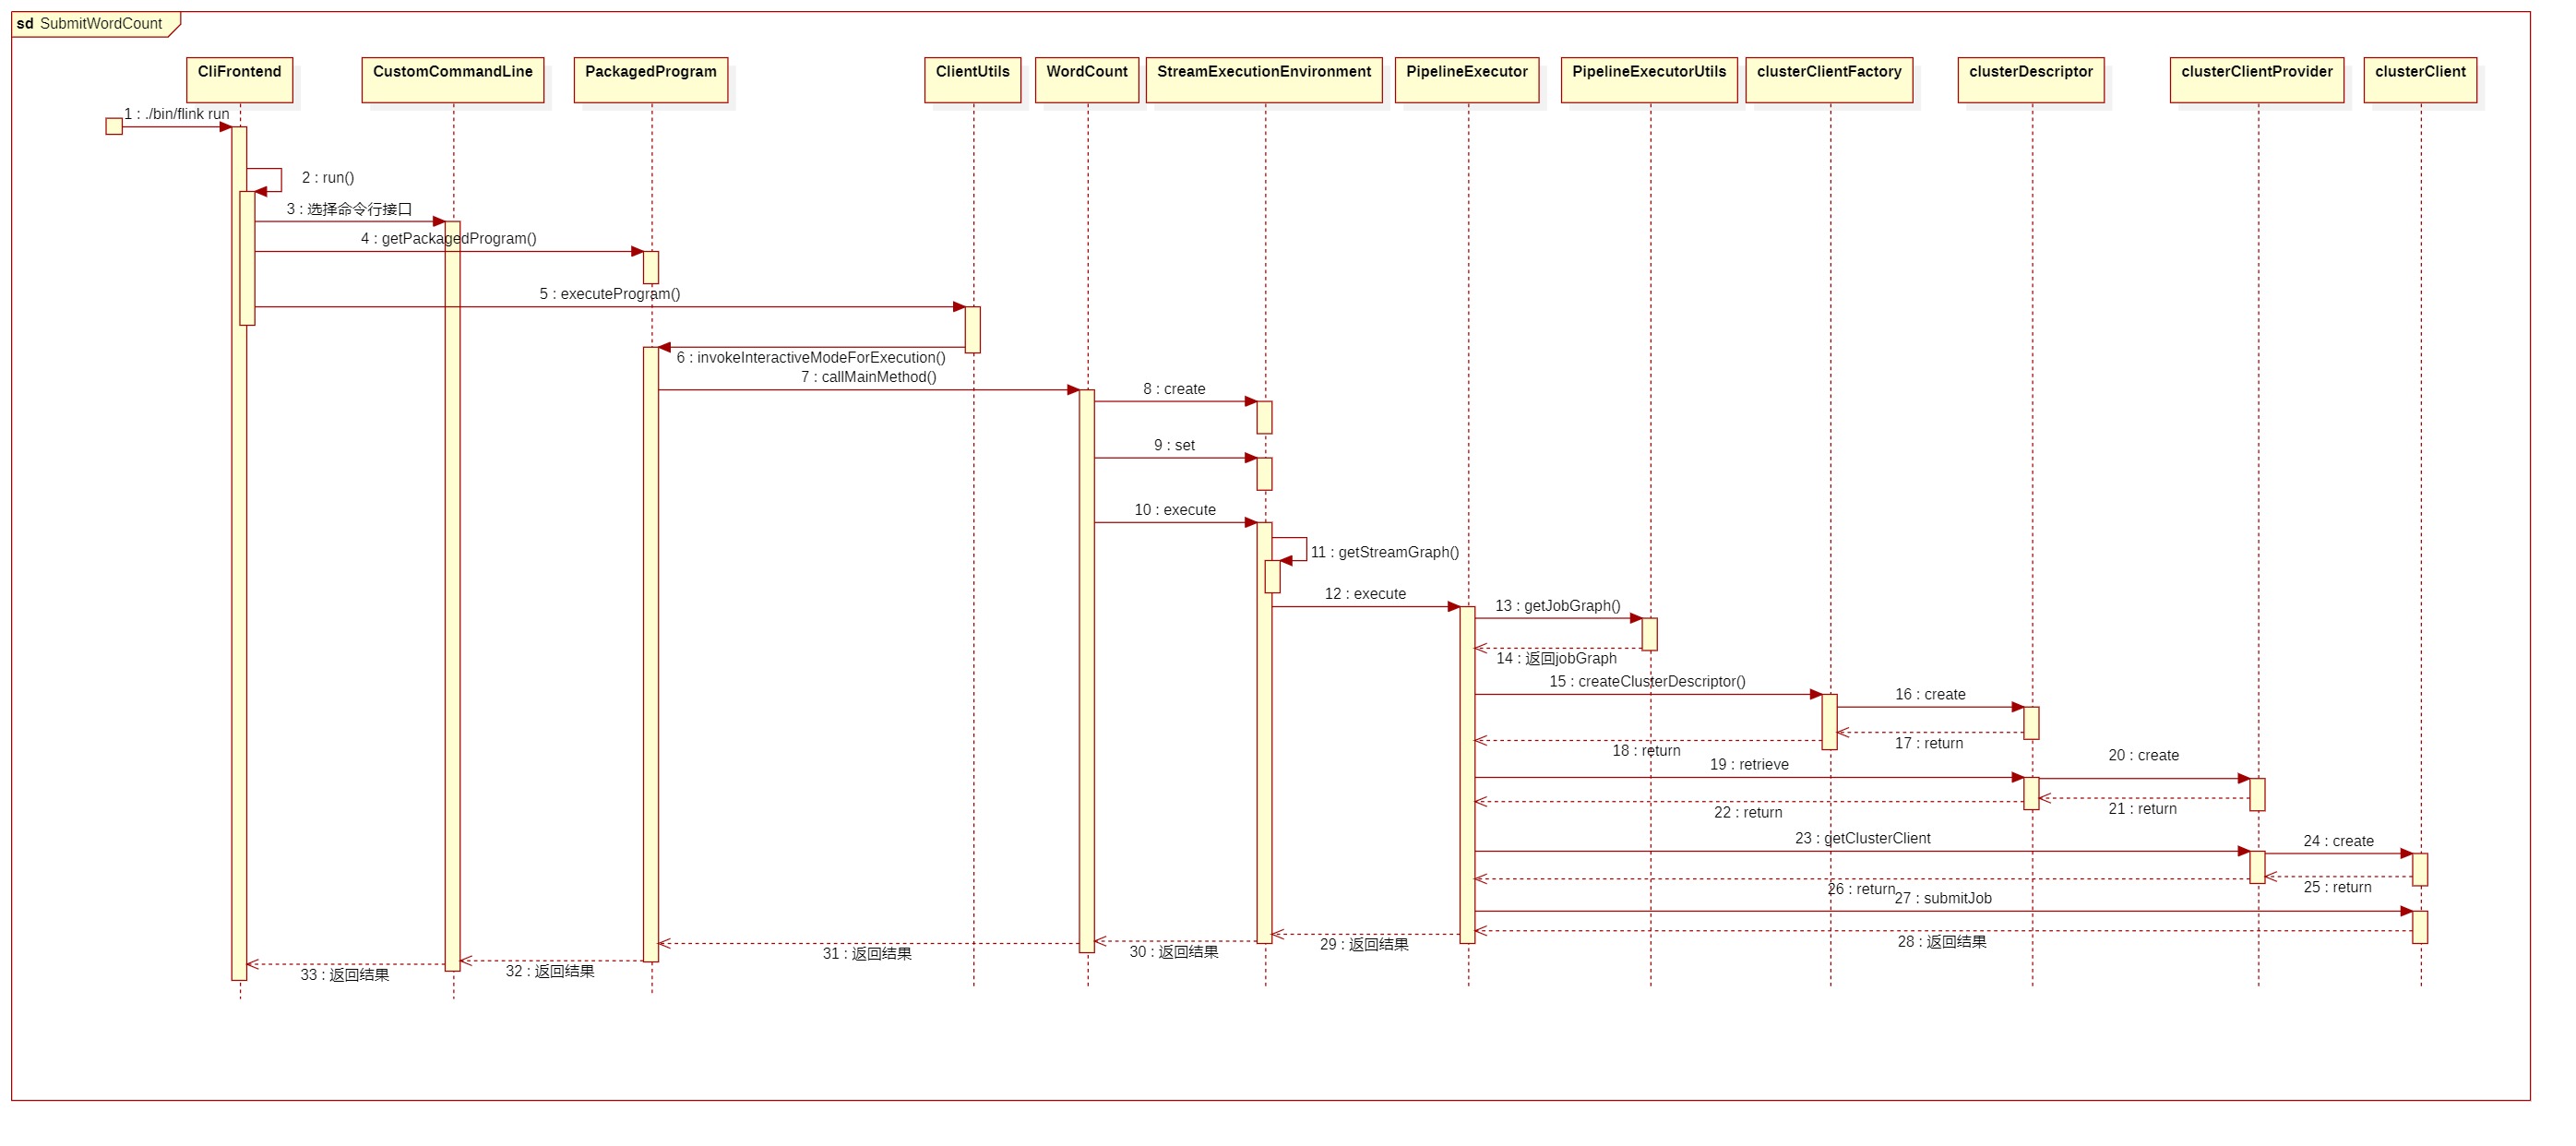 sd SubmitWordCount
CliFrontend
CustomCommandLine
PackagedProgram
ClientUtils
WordCount
StreamExecutionEnvironment
PipelineExecutor
PipelineExecutorUtils
clusterClientFactory
clusterDescriptor
clusterClientProvider
clusterClient
1 : ./bin/flink run
2 : run()
3 : 选择命令行接口
4 : getPackagedProgram()
5 : executeProgram()
6 : invokeInteractiveModeForExecution()
7 : callMainMethod()
8 : create
9 : set
10 : execute
11 : getStreamGraph()
12 : execute
13 : getJobGraph()
14 : 返回jobGraph
15 : createClusterDescriptor()
16 : create
17 : return
18 : return
19 : retrieve
20 : create
21 : return
22 : return
23 : getClusterClient
24 : create
25 : return
26 : return
27 : submitJob
28 : 返回结果
29 : 返回结果
30 : 返回结果
31 : 返回结果
32 : 返回结果
33 : 返回结果